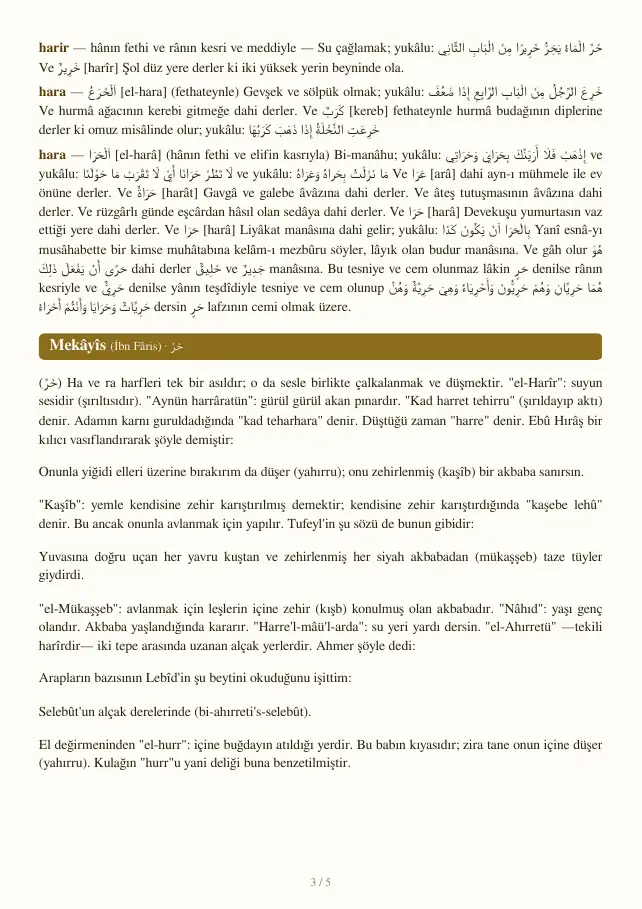 harir — hânın fethi ve rânın kesri ve meddiyle — Su çağlamak; yukâlu: خَرَّ الْمَاءُ يَخِرُّ خَرِيرًا مِنَ الْبَابِ الثَّانِي
Ve خَرِيرٌ [harîr] Şol düz yere derler ki iki yüksek yerin beyninde ola.
hara — اَلْخَرَعُ [el-hara] (fethateynle) Gevşek ve sölpük olmak; yukâlu: خَرِعَ الرَّجُلُ مِنَ الْبَابِ الرَّابِعِ إِذَا ضَعُفَ
Ve hurmâ ağacının kerebi gitmeğe dahi derler. Ve كَرَبٌ [kereb] fethateynle hurmâ budağının diplerine
derler ki omuz misâlinde olur; yukâlu: خَرِعَتِ النَّخْلَةُ إِذَا ذَهَبَ كَرَبُهَا
hara — اَلْحَرَا [el-harâ] (hânın fethi ve elifin kasrıyla) Bi-manâhu; yukâlu: إِذْهَبْ فَلَا أَرَيَنَّكَ بِحَرَايَ وَحَرَاتِي ve
yukâlu: لَا تَطُرْ حَرَانَا أَيْ لَا تَقْرَبْ مَا حَوْلَنَا ve yukâlu: مَا نَزَلْتُ بِحَرَاهُ وَعَرَاهُ Ve عَرَا [arâ] dahi ayn-ı mühmele ile ev
önüne derler. Ve حَرَاةٌ [harât] Gavgâ ve galebe âvâzına dahi derler. Ve âteş tutuşmasının âvâzına dahi
derler. Ve rüzgârlı günde eşcârdan hâsıl olan sedâya dahi derler. Ve حَرَا [harâ] Devekuşu yumurtasın vaz
ettiği yere dahi derler. Ve حَرَا [harâ] Liyâkat manâsına dahi gelir; yukâlu: بِالْحَرَا أَنْ يَكُونَ كَذَا Yanî esnâ-yı
musâhabette bir kimse muhâtabına kelâm-ı mezbûru söyler, lâyık olan budur manâsına. Ve gâh olur هُوَ
حَرًى أَنْ يَفْعَلَ ذَلِكَ dahi derler خَلِيقٌ ve جَدِيرٌ manâsına. Bu tesniye ve cem olunmaz lâkin حَرٍ denilse rânın
kesriyle ve حَرِيٌّ denilse yânın teşdîdiyle tesniye ve cem olunup هُمَا حَرِيَّانِ وَهُمْ حَرِيُّونَ وَأَحْرِيَاءُ وَهِيَ حَرِيَّةٌ وَهُنَّ
حَرِيَّاتٌ وَحَرَايَا وَأَنْتُمْ أَحْرَاءُ dersin حَرٍ lafzının cemi olmak üzere.
Mekâyîs (İbn Fâris) · خَرَّ
(خَرَّ) Ha ve ra harfleri tek bir asıldır; o da sesle birlikte çalkalanmak ve düşmektir. "el-Harîr": suyun
sesidir (şırıltısıdır). "Aynün harrâratün": gürül gürül akan pınardır. "Kad harret tehirru" (şırıldayıp aktı)
denir. Adamın karnı guruldadığında "kad teharhara" denir. Düştüğü zaman "harre" denir. Ebû Hırâş bir
kılıcı vasıflandırarak şöyle demiştir:
Onunla yiğidi elleri üzerine bırakırım da düşer (yahırru); onu zehirlenmiş (kaşîb) bir akbaba sanırsın.
"Kaşîb": yemle kendisine zehir karıştırılmış demektir; kendisine zehir karıştırdığında "kaşebe lehû"
denir. Bu ancak onunla avlanmak için yapılır. Tufeyl'in şu sözü de bunun gibidir:
Yuvasına doğru uçan her yavru kuştan ve zehirlenmiş her siyah akbabadan (mükaşşeb) taze tüyler
giydirdi.
"el-Mükaşşeb": avlanmak için leşlerin içine zehir (kışb) konulmuş olan akbabadır. "Nâhıd": yaşı genç
olandır. Akbaba yaşlandığında kararır. "Harre'l-mâü'l-arda": su yeri yardı dersin. "el-Ahırretü" —tekili
harîrdir— iki tepe arasında uzanan alçak yerlerdir. Ahmer şöyle dedi:
Arapların bazısının Lebîd'in şu beytini okuduğunu işittim:
Selebût'un alçak derelerinde (bi-ahırreti's-selebût).
El değirmeninden "el-hurr": içine buğdayın atıldığı yerdir. Bu babın kıyasıdır; zira tane onun içine düşer
(yahırru). Kulağın "hurr"u yani deliği buna benzetilmiştir.
3 / 5